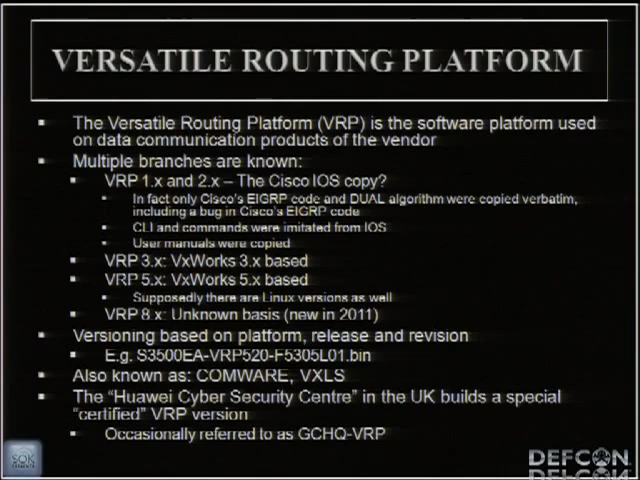 VERSATILE ROUTING PLATFORM
The Versatile Routing Platform (VRP) is the software platform used
on data communication products of the vendor
Multiple branches are known:
VRP 1.x and 2.x – The Cisco IOS copy?
In fact only Cisco's EIGRP code and DUAL algorithm were copied verbatim,
including a bug in Cisco's EIGRP code
CLI and commands were imitated from IOS
User manuals were copied
VRP 3.x: VxWorks 3.x based
VRP 5.x: VxWorks 5.x based
Supposedly there are Linux versions as well
VRP 8.x: Unknown basis (new in 2011)
Versioning based on platform, release and revision
E.g. S3500EA-VRP520-F5305L01.bin
Also known as: COMWARE, VXLS
The "Huawei Cyber Security Centre" in the UK builds a special
"certified" VRP version
Occasionally referred to as GCHQ-VRP
DEFCON